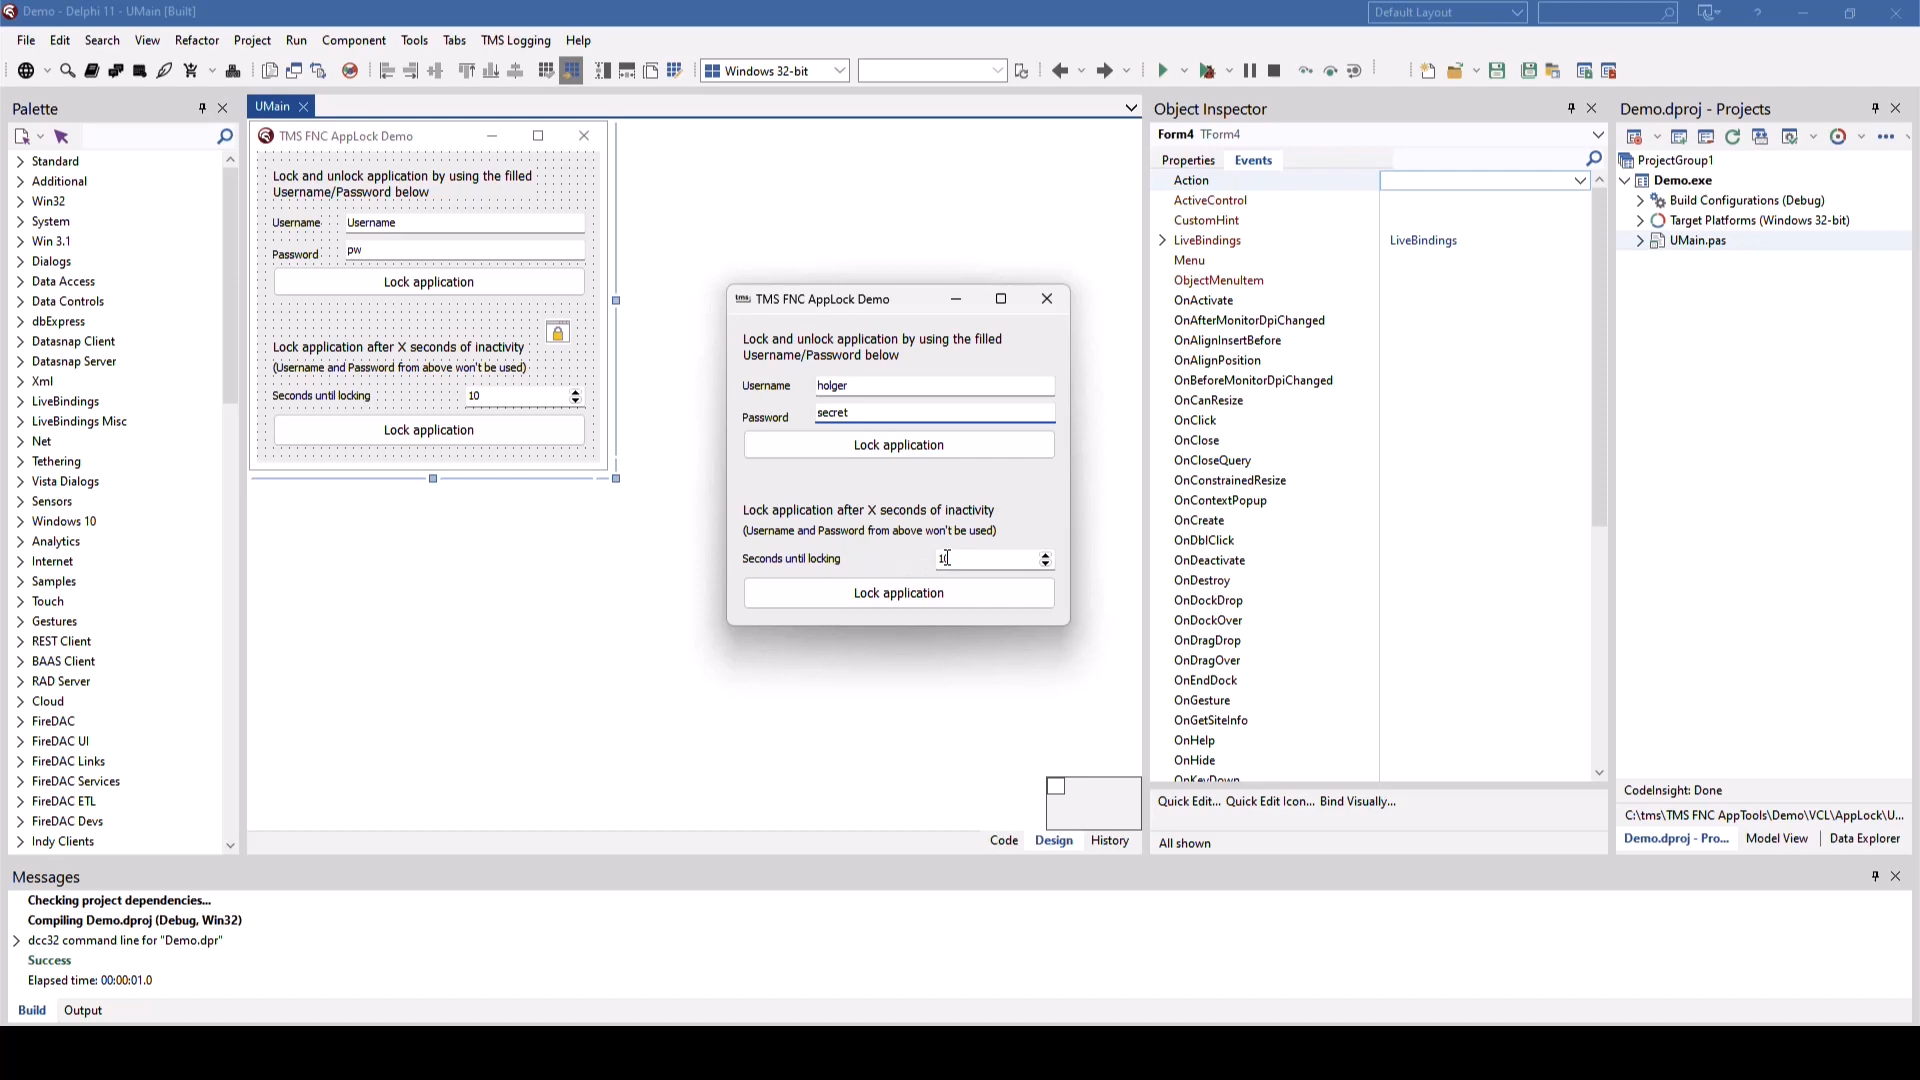 Demo - Delphi 11 - UMain [Built]
Default Layout
File Edit Search View Refactor Project Run Component Tools Tabs TMS Logging Help
Windows 32-bit
Palette
Standard
Additional
Win32
System
Win 3.1
Dialogs
Data Access
Data Controls
dbExpress
Datasnap Client
Datasnap Server
Xml
LiveBindings
LiveBindings Misc
Net
Tethering
Vista Dialogs
Sensors
Windows 10
Analytics
Internet
Samples
Touch
Gestures
REST Client
BAAS Client
RAD Server
Cloud
FireDAC
FireDAC UI
FireDAC Links
FireDAC Services
FireDAC ETL
FireDAC Devs
Indy Clients
UMain
TMS FNC AppLock Demo
Lock and unlock application by using the filled
Username/Password below
Username Username
Password pw
Lock application
Lock application after X seconds of inactivity
(Username and Password from above won't be used)
Seconds until locking 10
Lock application
tms TMS FNC AppLock Demo
Lock and unlock application by using the filled
Username/Password below
Username holger
Password secret
Lock application
Lock application after X seconds of inactivity
(Username and Password from above won't be used)
Seconds until locking
Lock application
Code Design History
Object Inspector
Form4 TForm4
Properties Events
Action
ActiveControl
CustomHint
LiveBindings LiveBindings
Menu
ObjectMenuItem
OnActivate
OnAfterMonitorDpiChanged
OnAlignInsertBefore
OnAlignPosition
OnBeforeMonitorDpiChanged
OnCanResize
OnClick
OnClose
OnCloseQuery
OnConstrainedResize
OnContextPopup
OnCreate
OnDblClick
OnDeactivate
OnDestroy
OnDockDrop
OnDockOver
OnDragDrop
OnDragOver
OnEndDock
OnGesture
OnGetSiteInfo
OnHelp
OnHide
OnKeyDown
Quick Edit... Quick Edit Icon... Bind Visually...
All shown
Demo.dproj - Projects
ProjectGroup1
Demo.exe
Build Configurations (Debug)
Target Platforms (Windows 32-bit)
UMain.pas
CodeInsight: Done
C:\tms\TMS FNC AppTools\Demo\VCL\AppLock\U...
Demo.dproj - Pro... Model View Data Explorer
Messages
Checking project dependencies...
Compiling Demo.dproj (Debug, Win32)
dcc32 command line for "Demo.dpr"
Success
Elapsed time: 00:00:01.0
Build Output